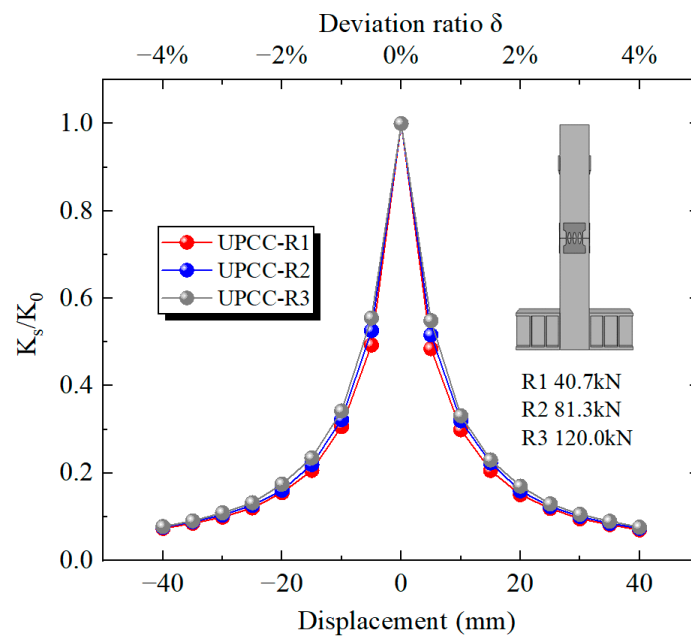 Deviation ratio δ
−4% −2% 0% 2% 4%
1.0
0.8
0.6
0.4
0.2
0.0
Ks/K0
UPCC-R1
UPCC-R2
UPCC-R3
R1 40.7kN
R2 81.3kN
R3 120.0kN
−40 −20 0 20 40
Displacement (mm)